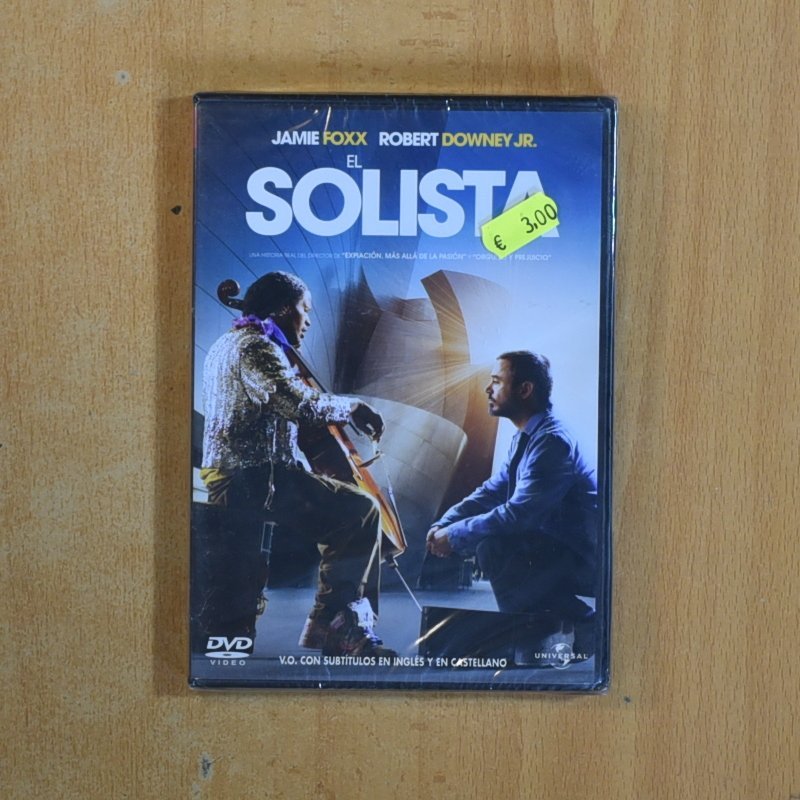 JAMIE FOXX ROBERT DOWNEY JR.
EL
SOLISTA
€ 3,00
UNA HISTORIA REAL DEL DIRECTOR DE "EXPIACIÓN, MÁS ALLÁ DE LA PASIÓN" Y PREJUICIO"
DVD
VIDEO
V.O. CON SUBTÍTULOS EN INGLÉS Y EN CASTELLANO
UNIVERSAL